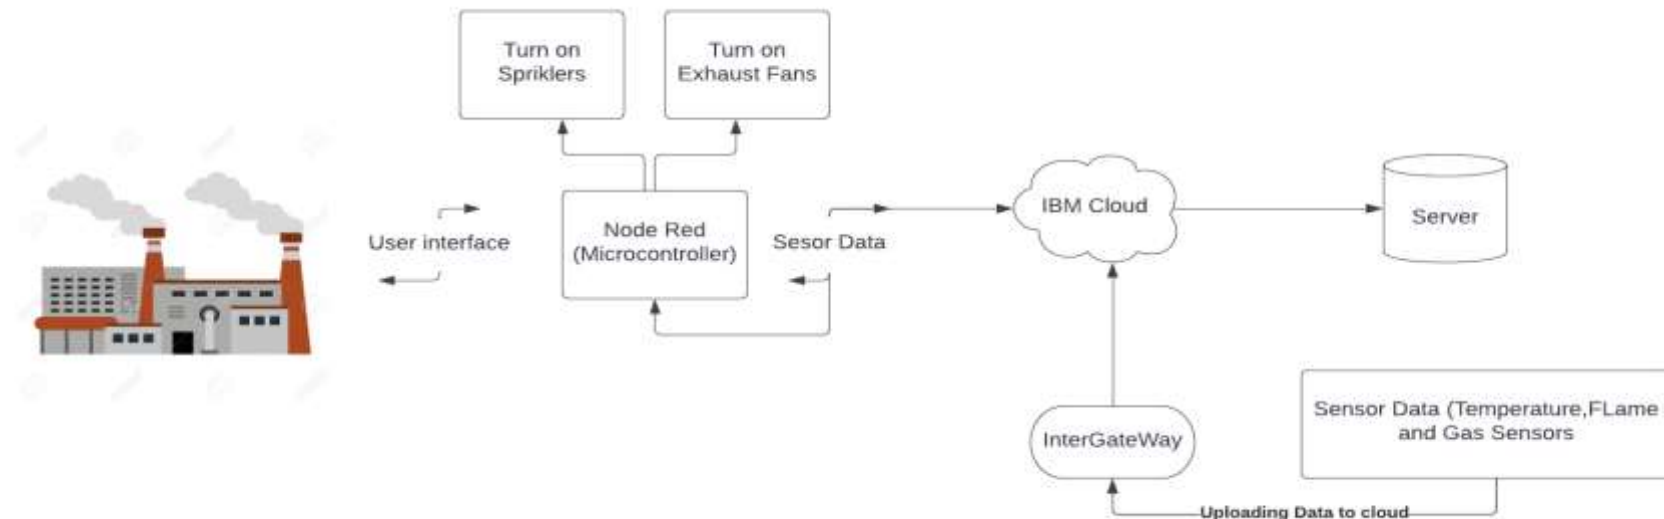 Turn on
Spriklers
Turn on
Exhaust Fans
User interface
Node Red
(Microcontroller)
Sesor Data
IBM Cloud
Server
InterGateWay
Sensor Data (Temperature,FLame
and Gas Sensors
Uploading Data to cloud